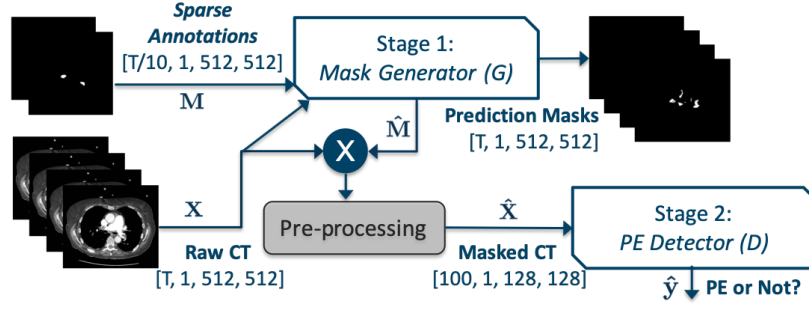 Sparse
Annotations
[T/10, 1, 512, 512]
M
Stage 1:
Mask Generator (G)
M̂
Prediction Masks
[T, 1, 512, 512]
X
X
Raw CT
[T, 1, 512, 512]
Pre-processing
X̂
Masked CT
[100, 1, 128, 128]
Stage 2:
PE Detector (D)
ŷ PE or Not?